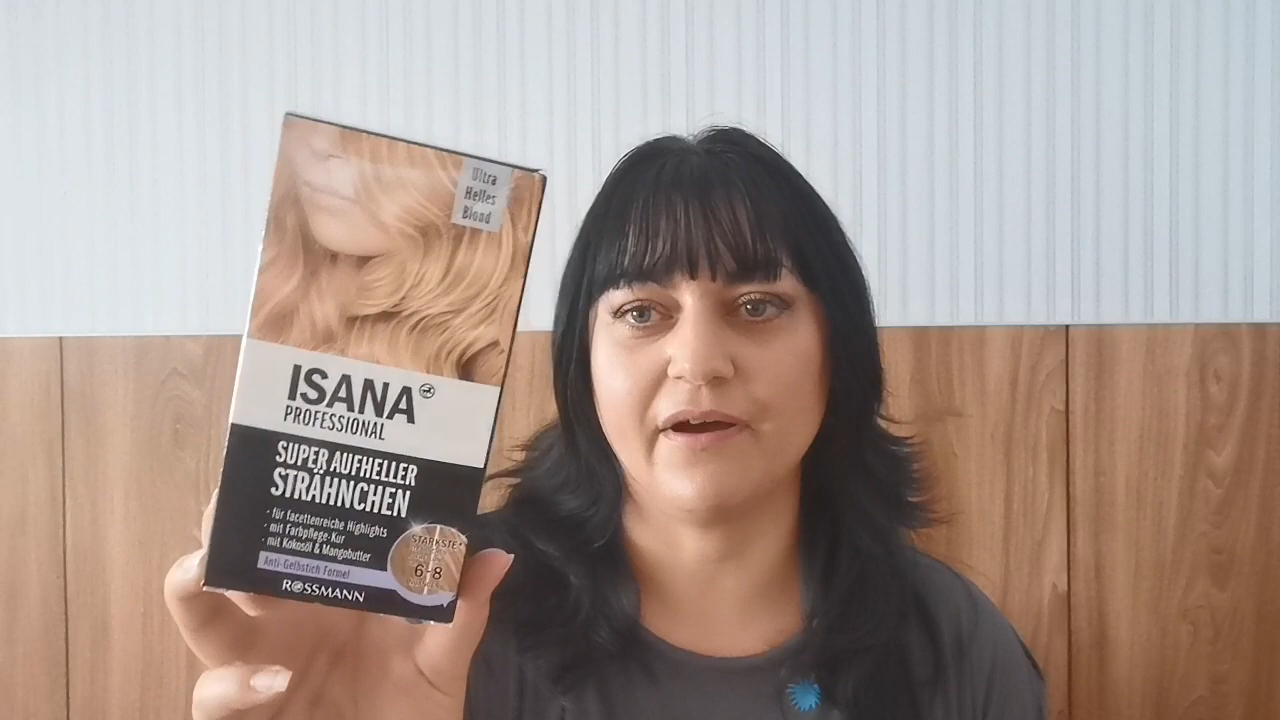 Ultra
Helles
Blond
ISANA
PROFESSIONAL
SUPER AUFHELLER
STRÄHNCHEN
· für facettenreiche Highlights
· mit Farbpflege-Kur
· mit Kokosöl & Mangobutter
Anti-Gelbstich Formel
STÄRKSTE*
6-8
ROSSMANN